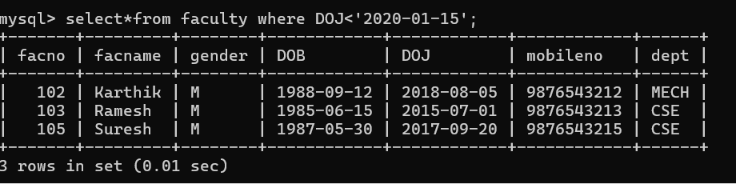 mysql> select*from faculty where DOJ<'2020-01-15';
+-------+---------+--------+------------+------------+------------+------+
| facno | facname | gender | DOB        | DOJ        | mobileno   | dept |
+-------+---------+--------+------------+------------+------------+------+
|   102 | Karthik | M      | 1988-09-12 | 2018-08-05 | 9876543212 | MECH |
|   103 | Ramesh  | M      | 1985-06-15 | 2015-07-01 | 9876543213 | CSE  |
|   105 | Suresh  | M      | 1987-05-30 | 2017-09-20 | 9876543215 | CSE  |
+-------+---------+--------+------------+------------+------------+------+
3 rows in set (0.01 sec)